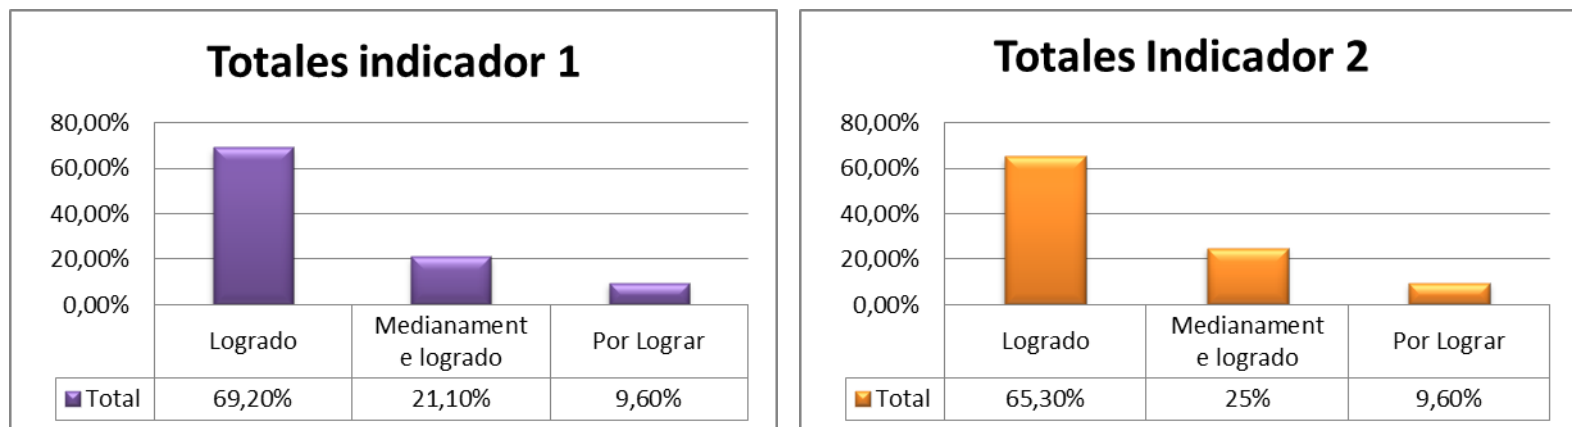 Totales indicador 1
80,00%
60,00%
40,00%
20,00%
0,00%
Logrado
Medianament
e logrado
Por Lograr
Total 69,20% 21,10% 9,60%
Totales Indicador 2
80,00%
60,00%
40,00%
20,00%
0,00%
Logrado
Medianament
e logrado
Por Lograr
Total 65,30% 25% 9,60%